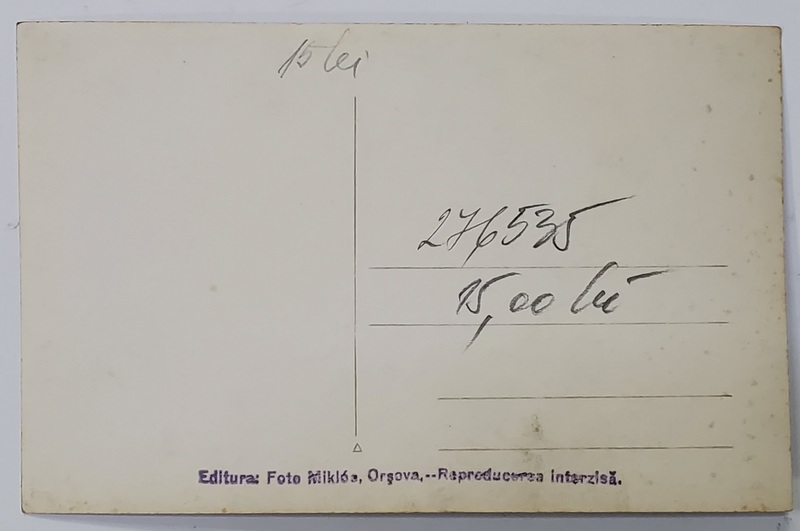 15 lei
276535
15,00 lei
Editura: Foto Miklós, Orşova,--Reproducerea interzisă.